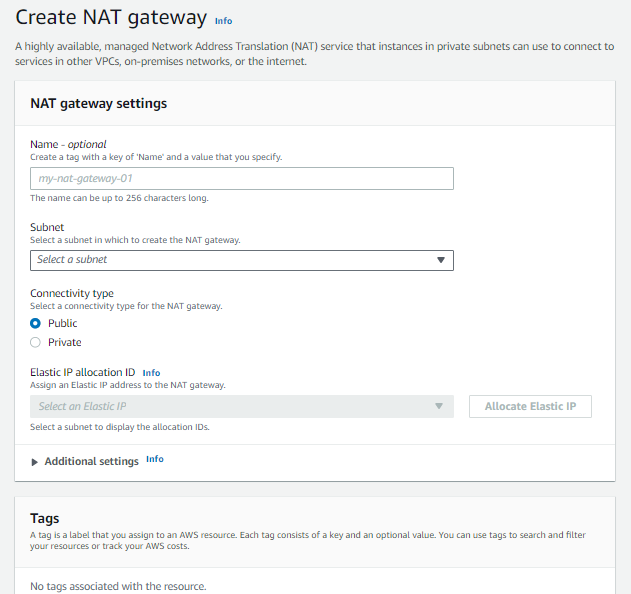 Create NAT gateway Info
A highly available, managed Network Address Translation (NAT) service that instances in private subnets can use to connect to
services in other VPCs, on-premises networks, or the internet.
NAT gateway settings
Name - optional
Create a tag with a key of 'Name' and a value that you specify.
my-nat-gateway-01
The name can be up to 256 characters long.
Subnet
Select a subnet in which to create the NAT gateway.
Select a subnet
Connectivity type
Select a connectivity type for the NAT gateway.
Public
Private
Elastic IP allocation ID Info
Assign an Elastic IP address to the NAT gateway.
Select an Elastic IP
Allocate Elastic IP
Select a subnet to display the allocation IDs.
Additional settings Info
Tags
A tag is a label that you assign to an AWS resource. Each tag consists of a key and an optional value. You can use tags to search and filter
your resources or track your AWS costs.
No tags associated with the resource.